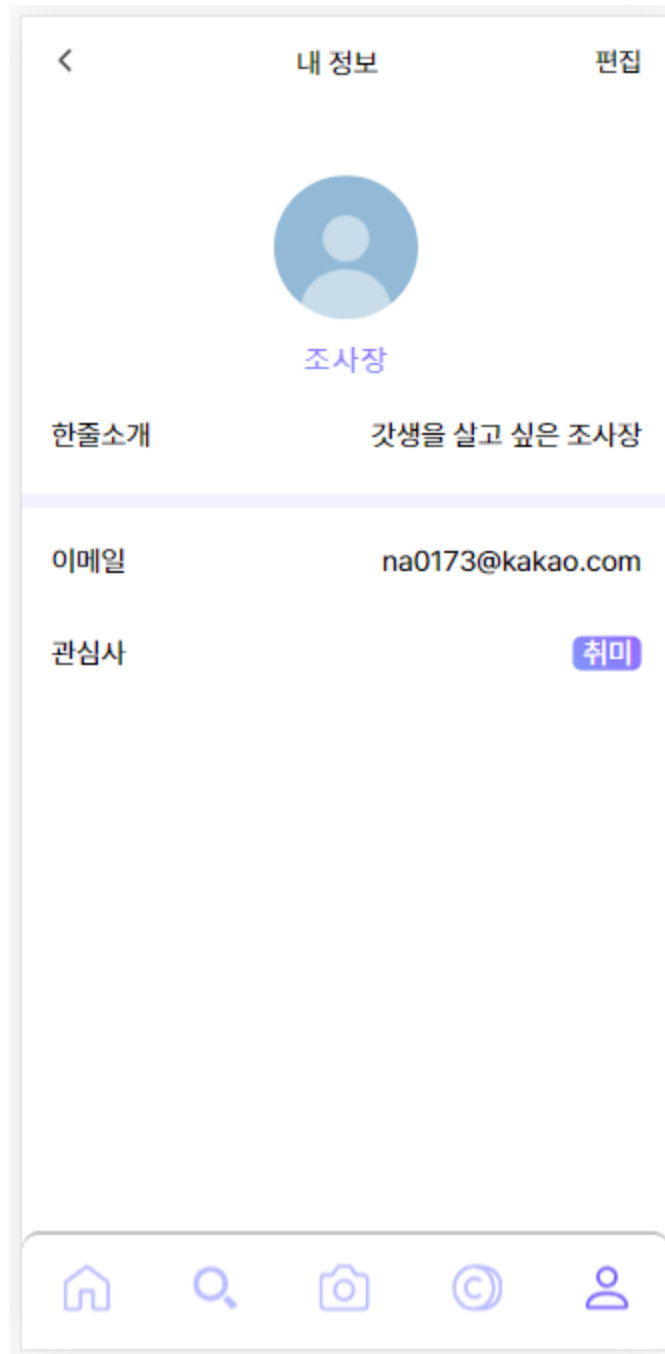 내 정보 편집
조사장
한줄소개 갓생을 살고 싶은 조사장
이메일 na0173@kakao.com
관심사 취미